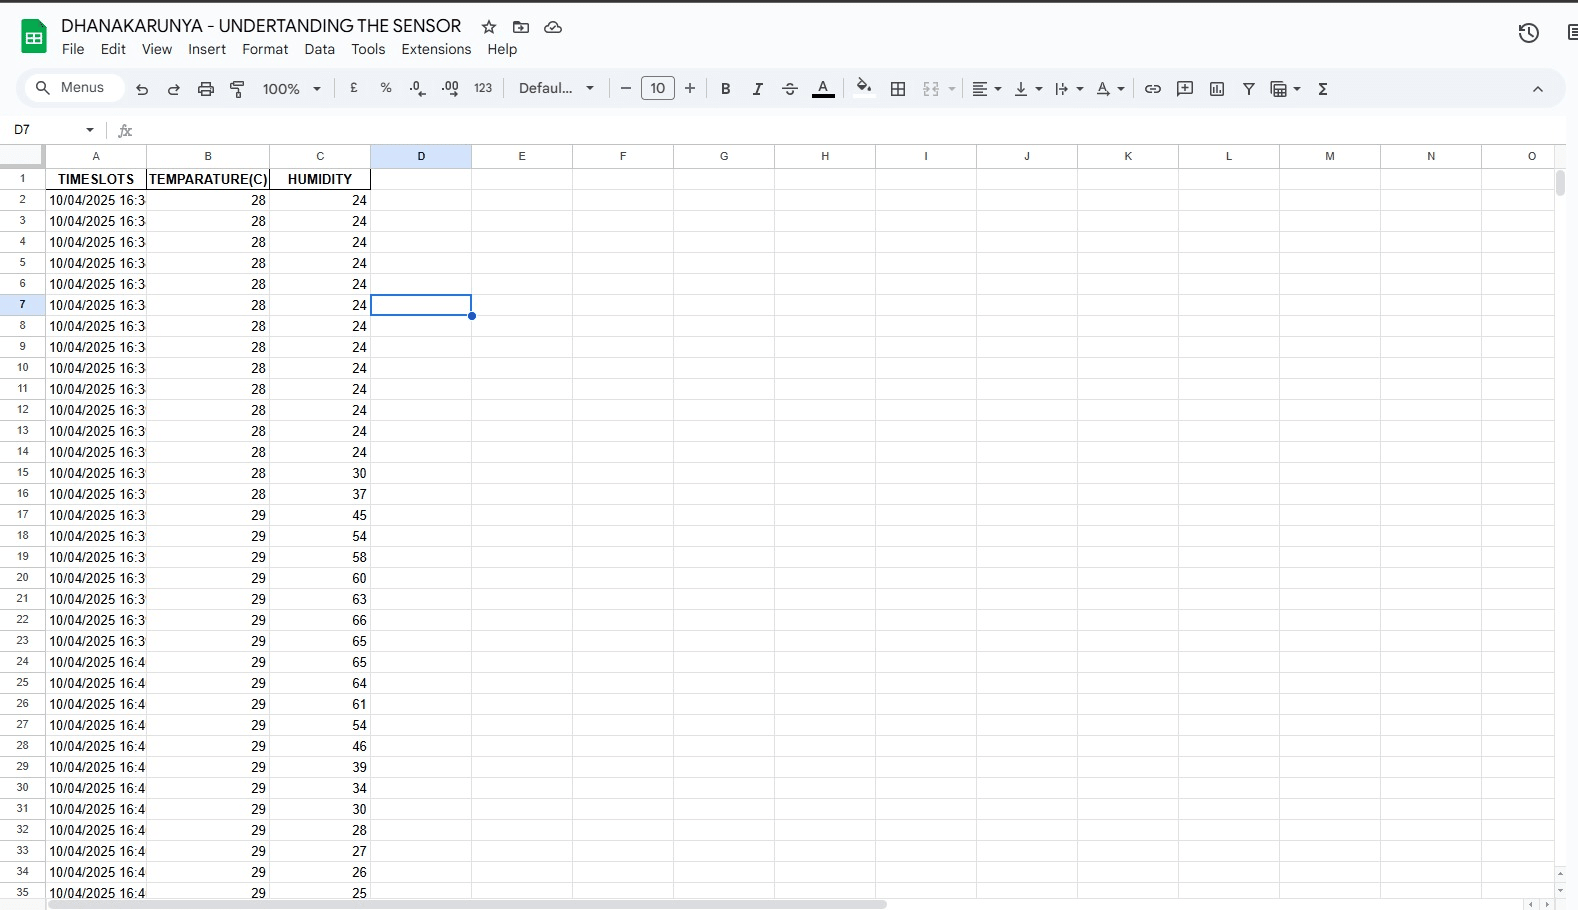 DHANAKARUNYA - UNDERTANDING THE SENSOR
File Edit View Insert Format Data Tools Extensions Help
Menus 100% £ % .0 .00 123 Defaul... 10 B I A A Σ
D7 fx
A B C D E F G H I J K L M N O
1 TIMESLOTS TEMPARATURE(C) HUMIDITY
2 10/04/2025 16:3 28 24
3 10/04/2025 16:3 28 24
4 10/04/2025 16:3 28 24
5 10/04/2025 16:3 28 24
6 10/04/2025 16:3 28 24
7 10/04/2025 16:3 28 24
8 10/04/2025 16:3 28 24
9 10/04/2025 16:3 28 24
10 10/04/2025 16:3 28 24
11 10/04/2025 16:3 28 24
12 10/04/2025 16:3 28 24
13 10/04/2025 16:3 28 24
14 10/04/2025 16:3 28 24
15 10/04/2025 16:3 28 30
16 10/04/2025 16:3 28 37
17 10/04/2025 16:3 29 45
18 10/04/2025 16:3 29 54
19 10/04/2025 16:3 29 58
20 10/04/2025 16:3 29 60
21 10/04/2025 16:3 29 63
22 10/04/2025 16:3 29 66
23 10/04/2025 16:3 29 65
24 10/04/2025 16:4 29 65
25 10/04/2025 16:4 29 64
26 10/04/2025 16:4 29 61
27 10/04/2025 16:4 29 54
28 10/04/2025 16:4 29 46
29 10/04/2025 16:4 29 39
30 10/04/2025 16:4 29 34
31 10/04/2025 16:4 29 30
32 10/04/2025 16:4 29 28
33 10/04/2025 16:4 29 27
34 10/04/2025 16:4 29 26
35 10/04/2025 16:4 29 25